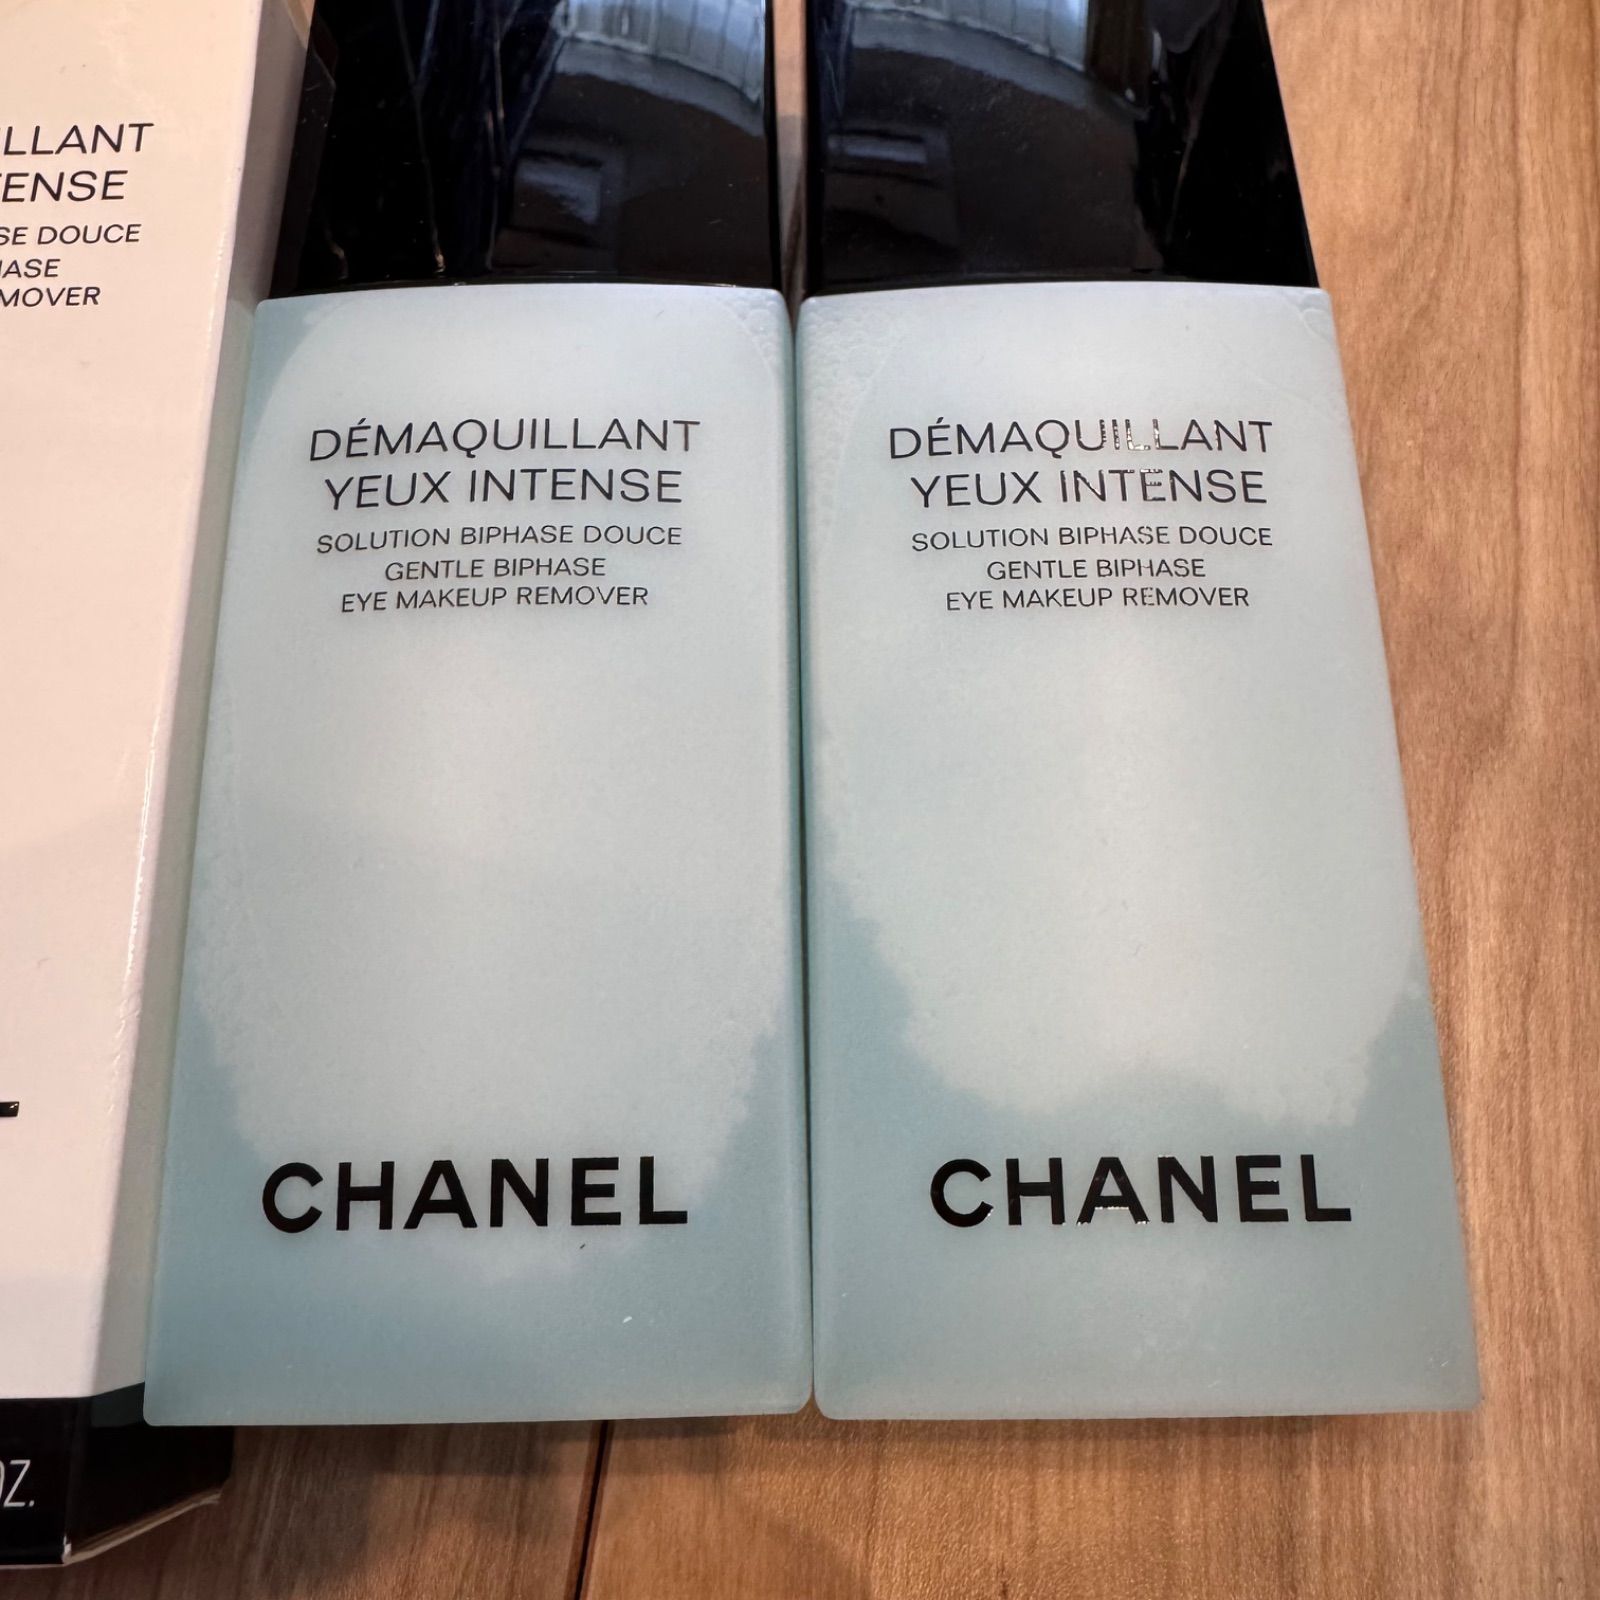 ILLANT
TENSE
SE DOUCE
HASE
MOVER
OZ.
DÉMAQUILLANT
YEUX INTENSE
SOLUTION BIPHASE DOUCE
GENTLE BIPHASE
EYE MAKEUP REMOVER
CHANEL
DÉMAQUILLANT
YEUX INTENSE
SOLUTION BIPHASE DOUCE
GENTLE BIPHASE
EYE MAKEUP REMOVER
CHANEL